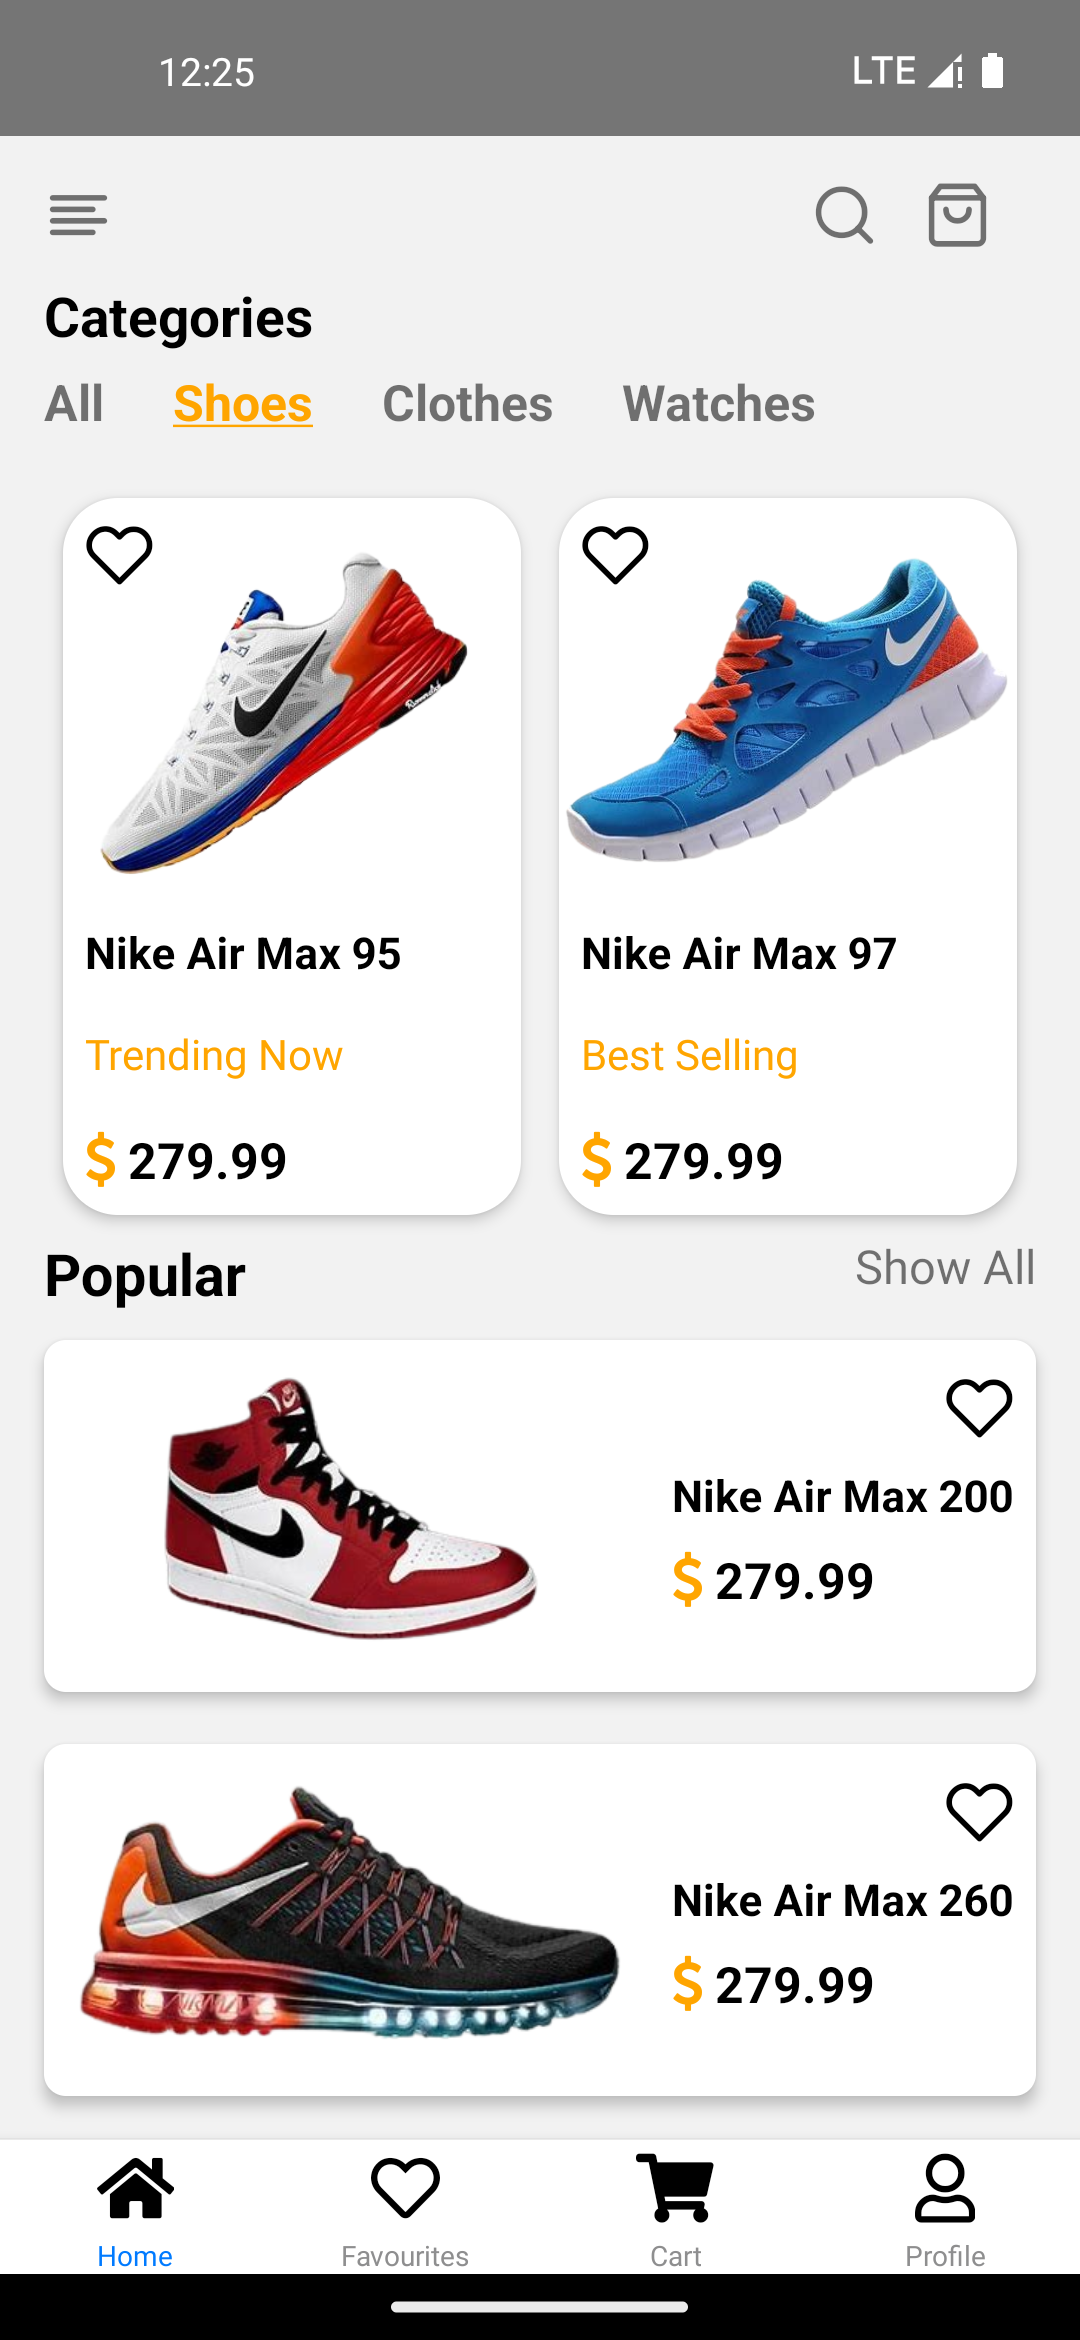 12:25
LTE
Categories
All Shoes Clothes Watches
Nike Air Max 95
Trending Now
$ 279.99
Nike Air Max 97
Best Selling
$ 279.99
Popular
Show All
Nike Air Max 200
$ 279.99
Nike Air Max 260
$ 279.99
Home
Favourites
Cart
Profile